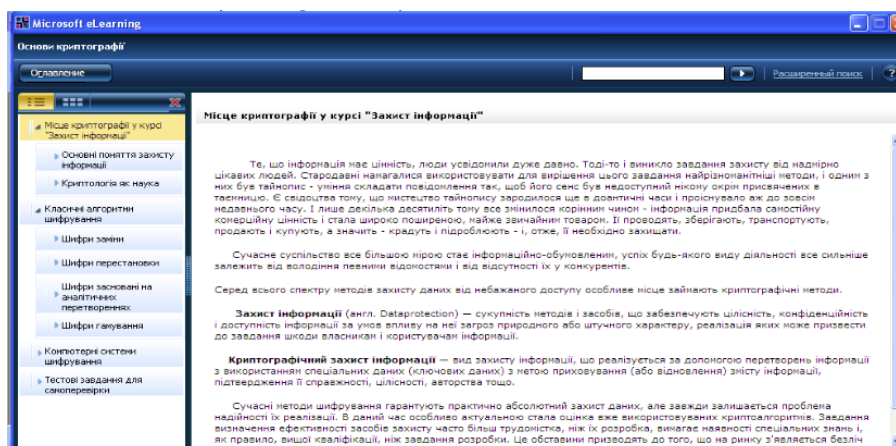 Microsoft eLearning
Основи криптографії
Оглавление
Расширенный поиск
?
Місце криптографії у курсі
"Захист інформації"
Основні поняття захисту
інформації
Криптологія як наука
Класичні алгоритми
шифрування
Шифри заміни
Шифри перестановки
Шифри засновані на
аналітичних
перетвореннях
Шифри гамування
Компютерні системи
шифрування
Тестові завдання для
самоперевірки
Місце криптографії у курсі "Захист інформації"
Те, що інформація має цінність, люди усвідомили дуже давно. Тоді-то і виникло завдання захисту від надмірно
цікавих людей. Стародавні намагалися використовувати для вирішення цього завдання найрізноманітніші методи, і одним з
них був тайнопис - уміння складати повідомлення так, щоб його сенс був недоступний нікому окрім присвячених в
таємницю. Є свідоцтва тому, що мистецтво тайнопису зародилося ще в доантичні часи і проіснувало аж до зовсім
недавнього часу. І лише декілька десятиліть тому все змінилося корінним чином - інформація придбала самостійну
комерційну цінність і стала широко поширеною, майже звичайним товаром. Її проводять, зберігають, транспортують,
продають і купують, а значить - крадуть і підроблюють - і, отже, її необхідно захищати.
Сучасне суспільство все більшою мірою стає інформаційно-обумовленим, успіх будь-якого виду діяльності все сильніше
залежить від володіння певними відомостями і від відсутності їх у конкурентів.
Серед всього спектру методів захисту даних від небажаного доступу особливе місце займають криптографічні методи.
Захист інформації (англ. Dataprotection) — сукупність методів і засобів, що забезпечують цілісність, конфіденційність
і доступність інформації за умов впливу на неї загроз природного або штучного характеру, реалізація яких може призвести
до завдання шкоди власникам і користувачам інформації.
Криптографічний захист інформації — вид захисту інформації, що реалізується за допомогою перетворень інформації
з використанням спеціальних даних (ключових даних) з метою приховування (або відновлення) змісту інформації,
підтвердження її справжності, цілісності, авторства тощо.
Сучасні методи шифрування гарантують практично абсолютний захист даних, але завжди залишається проблема
надійності їх реалізації. В даний час особливо актуальною стала оцінка вже використовуваних криптоалгоритмів. Завдання
визначення ефективності засобів захисту часто більш трудомістка, ніж їх розробка, вимагає наявності спеціальних знань і,
як правило, вищої кваліфікації, ніж завдання розробки. Це обставини призводять до того, що на ринку з'являється безліч